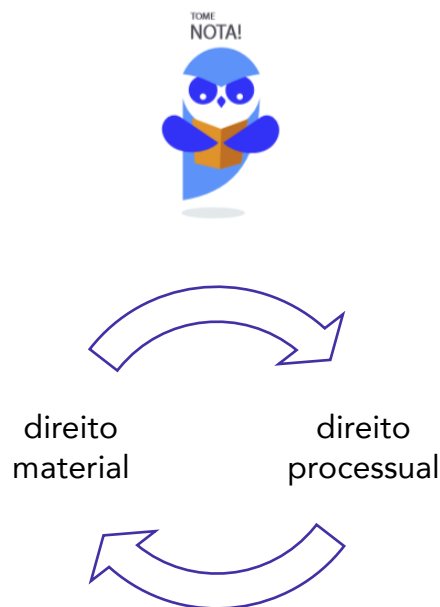 TOME
NOTA!
direito
material
direito
processual